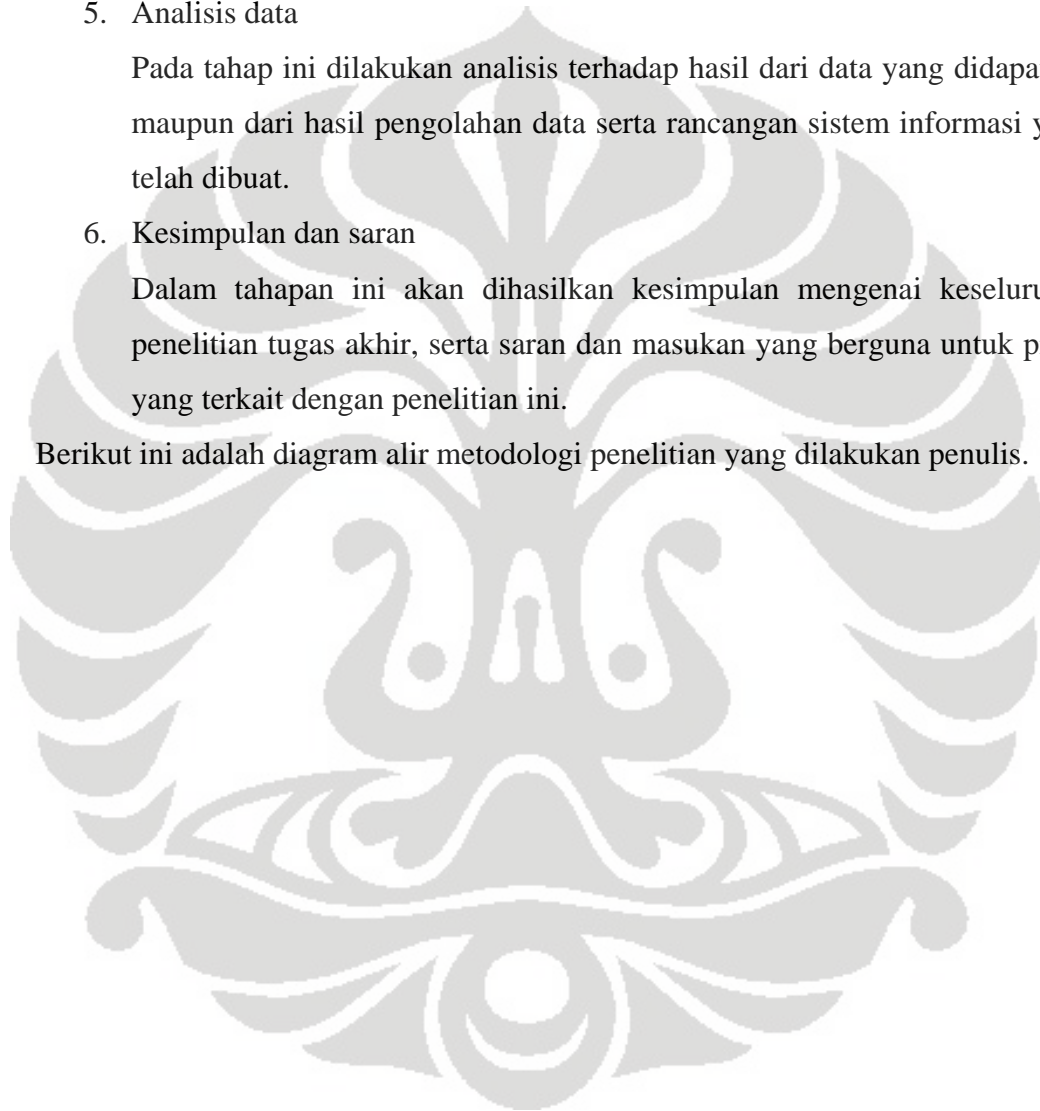 5. Analisis data
Pada tahap ini dilakukan analisis terhadap hasil dari data yang
maupun dari hasil pengolahan data serta rancangan sistem informasi
telah dibuat.
6. Kesimpulan dan saran
Dalam tahapan ini akan dihasilkan kesimpulan mengenai
penelitian tugas akhir, serta saran dan masukan yang berguna untuk
yang terkait dengan penelitian ini.
Berikut ini adalah diagram alir metodologi penelitian yang dilakukan penulis.